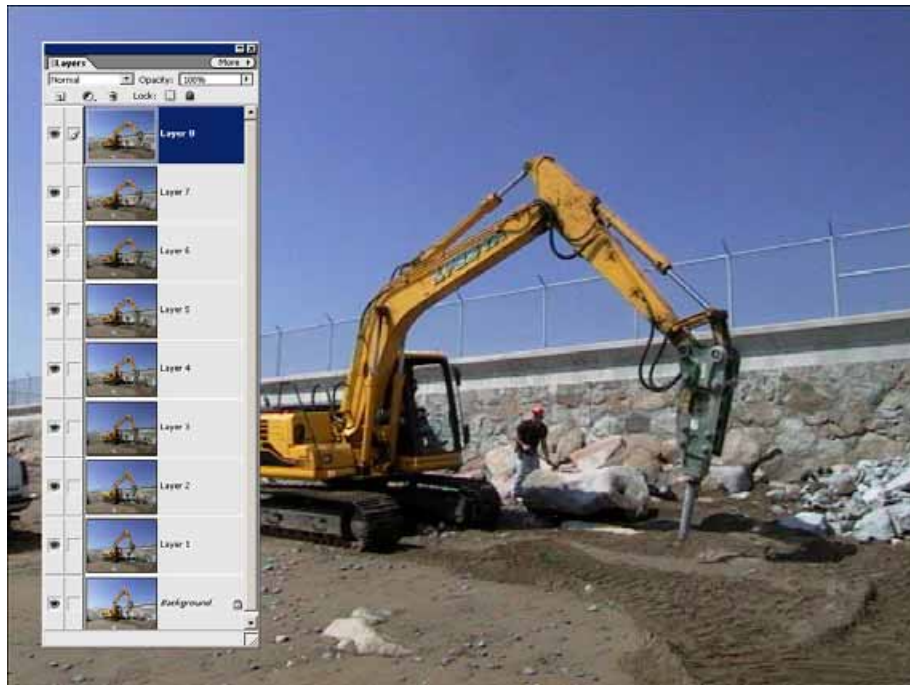 Layers
More
Normal
Opacity: 100%
Lock:
Layer 8
Layer 7
Layer 6
Layer 5
Layer 4
Layer 3
Layer 2
Layer 1
Background